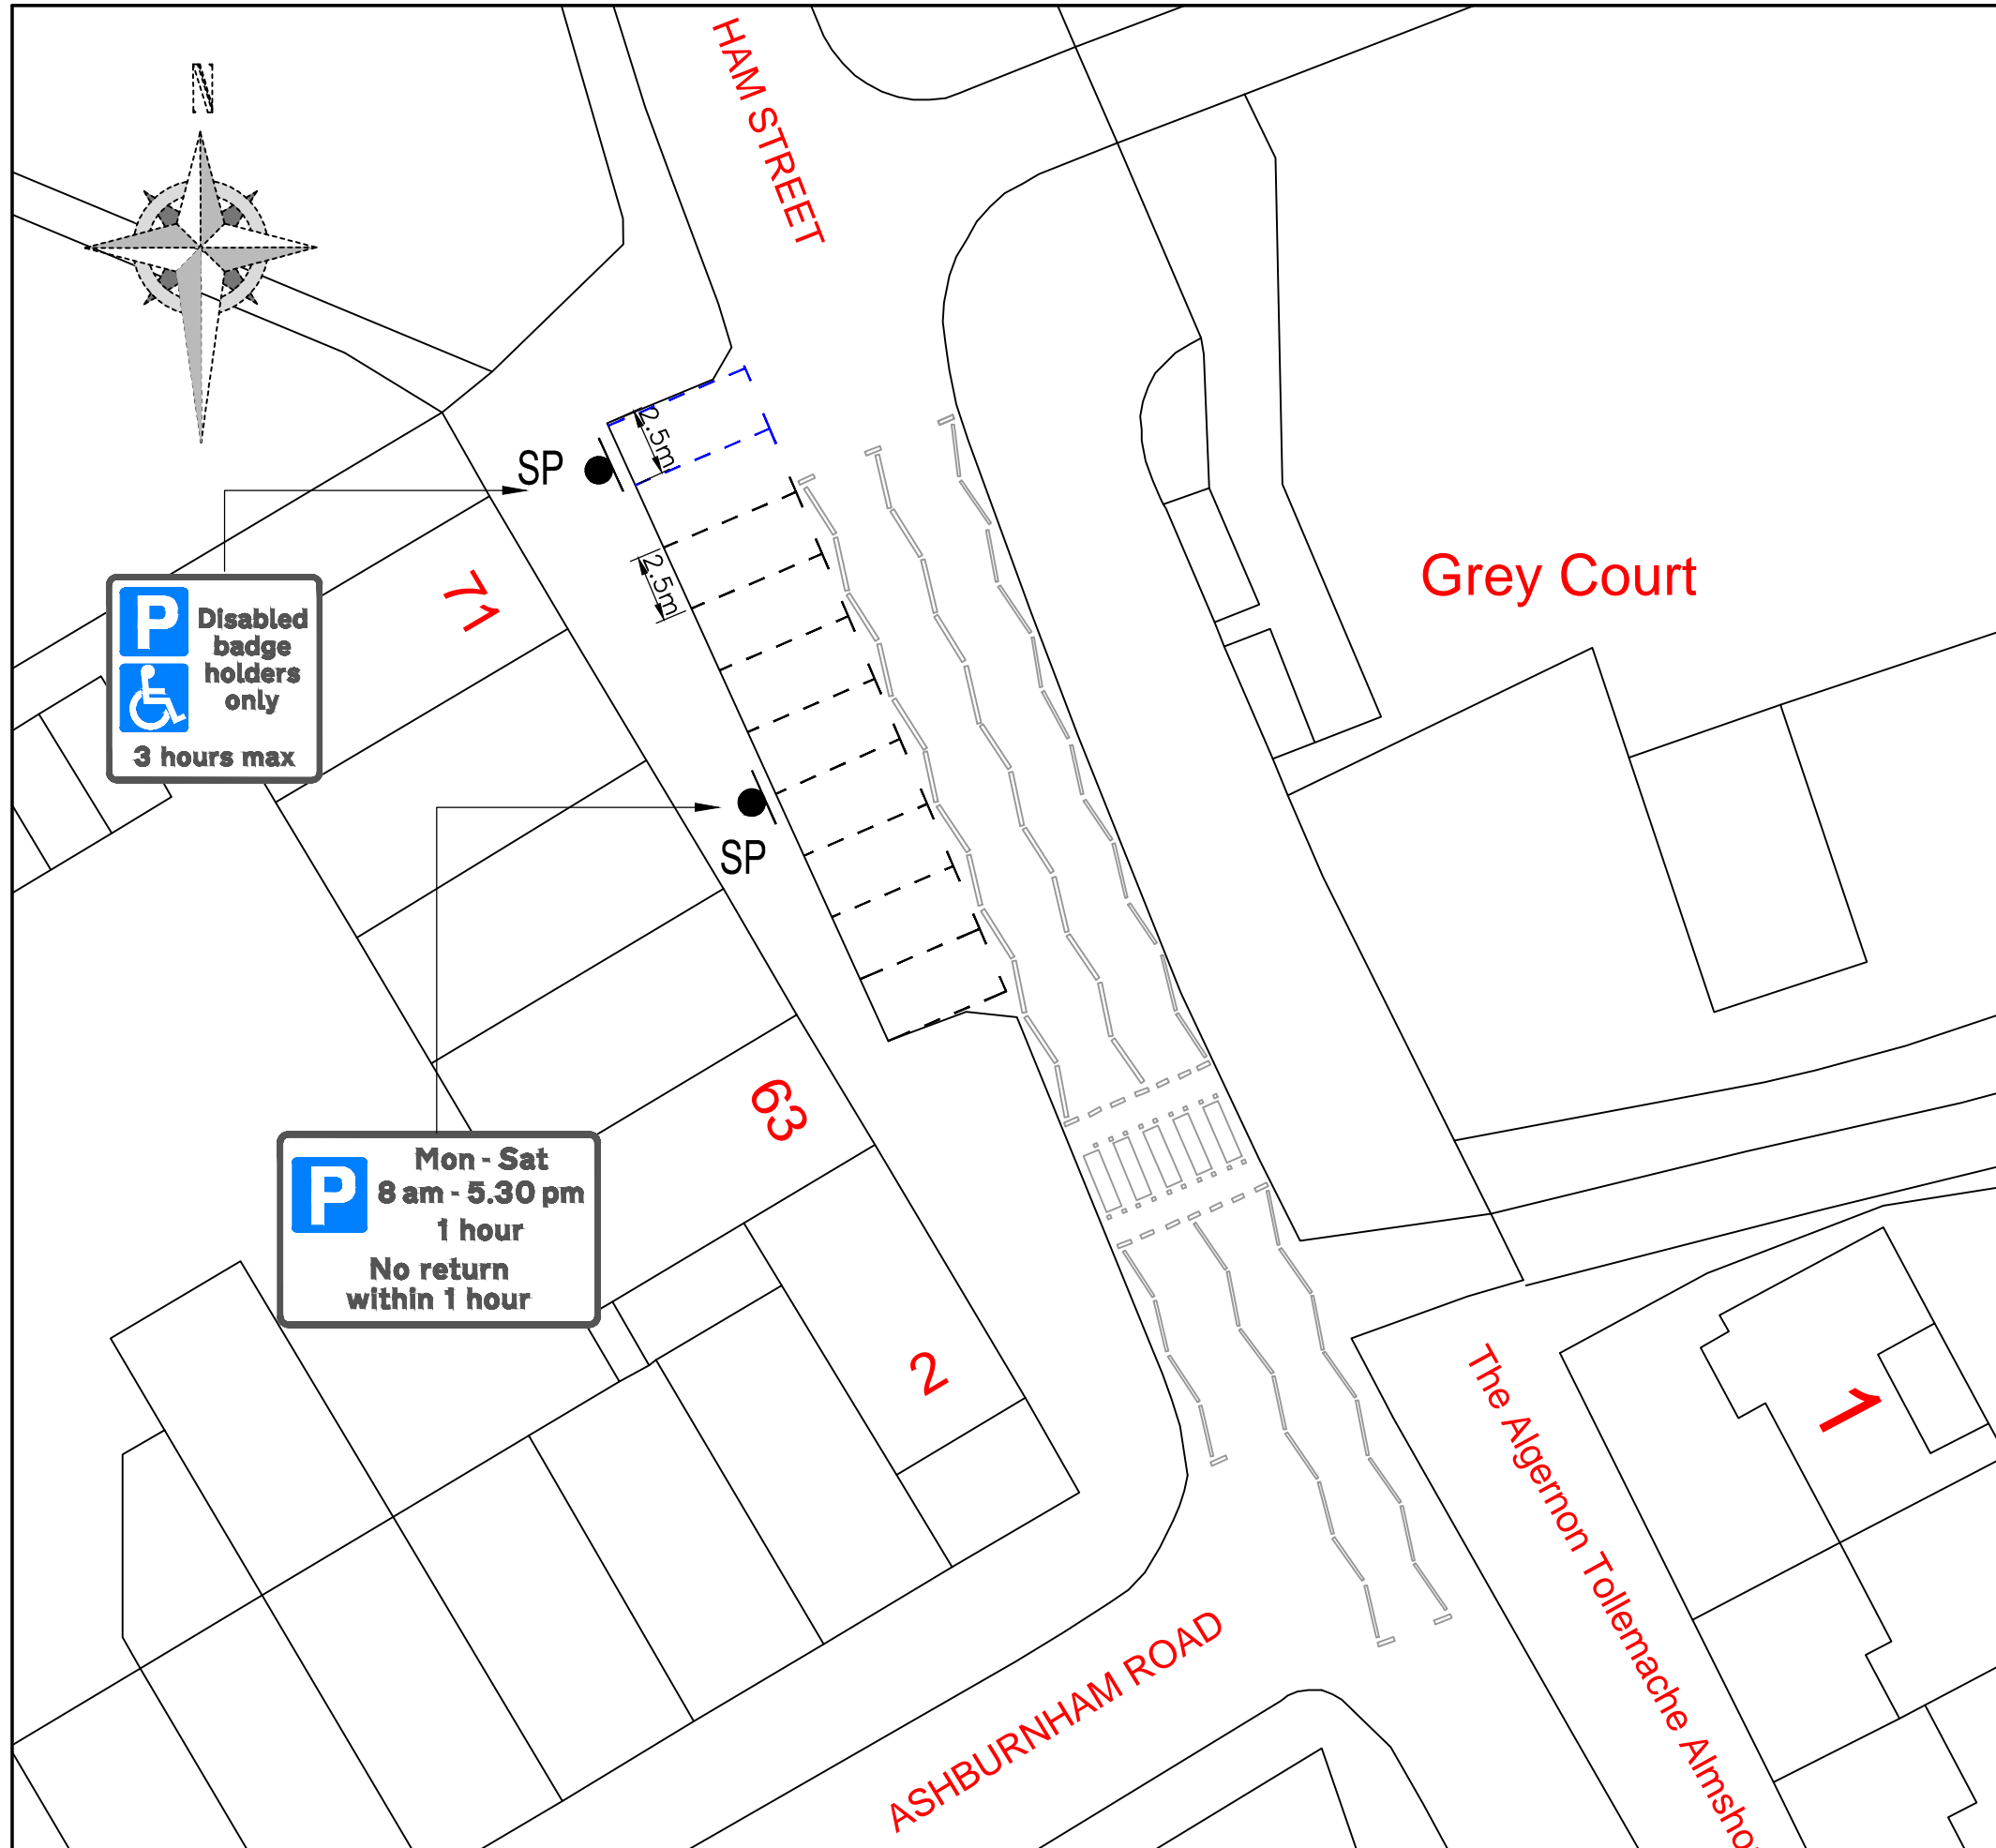 N
HAM STREET
2.5m
SP
2.5m
Grey Court
71
P Disabled
badge
holders
only
3 hours max
SP
63
P Mon - Sat
8 am - 5.30 pm
1 hour
No return
within 1 hour
2
1
The Algernon Tollemache Almsho
ASHBURNHAM ROAD